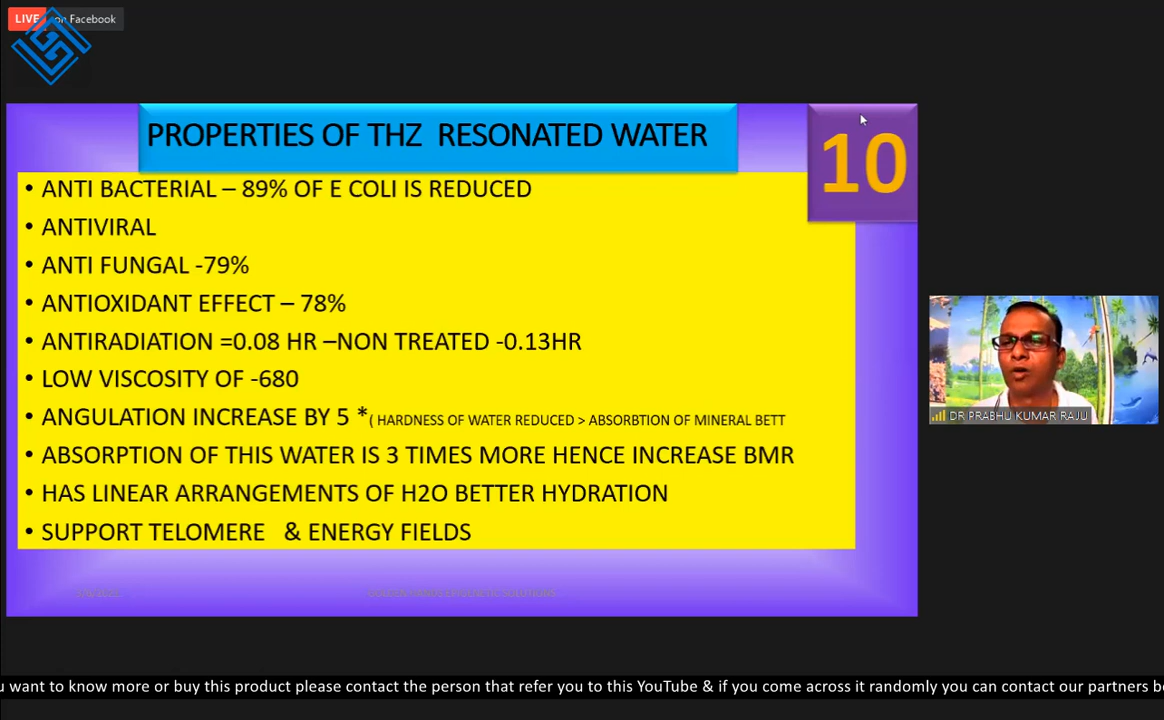 LIVE on Facebook
PROPERTIES OF THZ RESONATED WATER
10
• ANTI BACTERIAL – 89% OF E COLI IS REDUCED
• ANTIVIRAL
• ANTI FUNGAL -79%
• ANTIOXIDANT EFFECT – 78%
• ANTIRADIATION =0.08 HR –NON TREATED -0.13HR
• LOW VISCOSITY OF -680
• ANGULATION INCREASE BY 5 *( HARDNESS OF WATER REDUCED > ABSORBTION OF MINERAL BETT
• ABSORPTION OF THIS WATER IS 3 TIMES MORE HENCE INCREASE BMR
• HAS LINEAR ARRANGEMENTS OF H2O BETTER HYDRATION
• SUPPORT TELOMERE & ENERGY FIELDS
GOLDEN HANDS EPIGENETIC SOLUTIONS
DR PRABHU KUMAR RAJU
u want to know more or buy this product please contact the person that refer you to this YouTube & if you come across it randomly you can contact our partners be